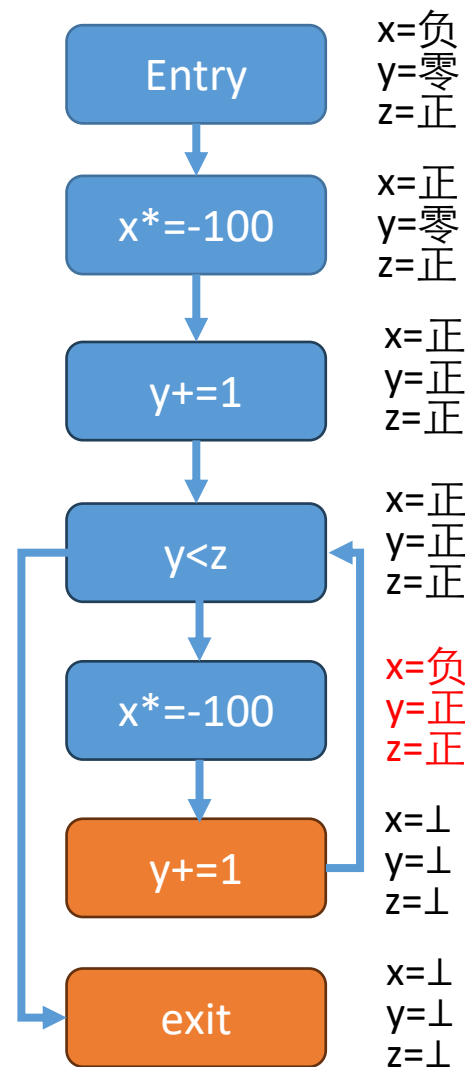 Entry
x=负
y=零
z=正
x*=-100
x=正
y=零
z=正
y+=1
x=正
y=正
z=正
y<z
x=正
y=正
z=正
x*=-100
x=负
y=正
z=正
y+=1
x=⊥
y=⊥
z=⊥
exit
x=⊥
y=⊥
z=⊥